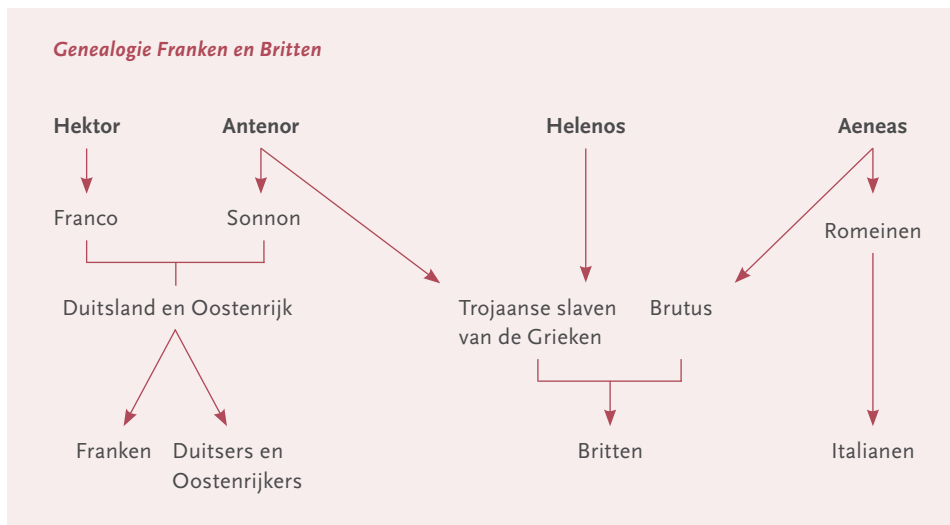 Genealogie Franken en Britten
Hektor
Antenor
Helenos
Aeneas
Franco
Sonnon
Romeinen
Duitsland en Oostenrijk
Trojaanse slaven
van de Grieken
Brutus
Franken
Duitsers en
Oostenrijkers
Britten
Italianen